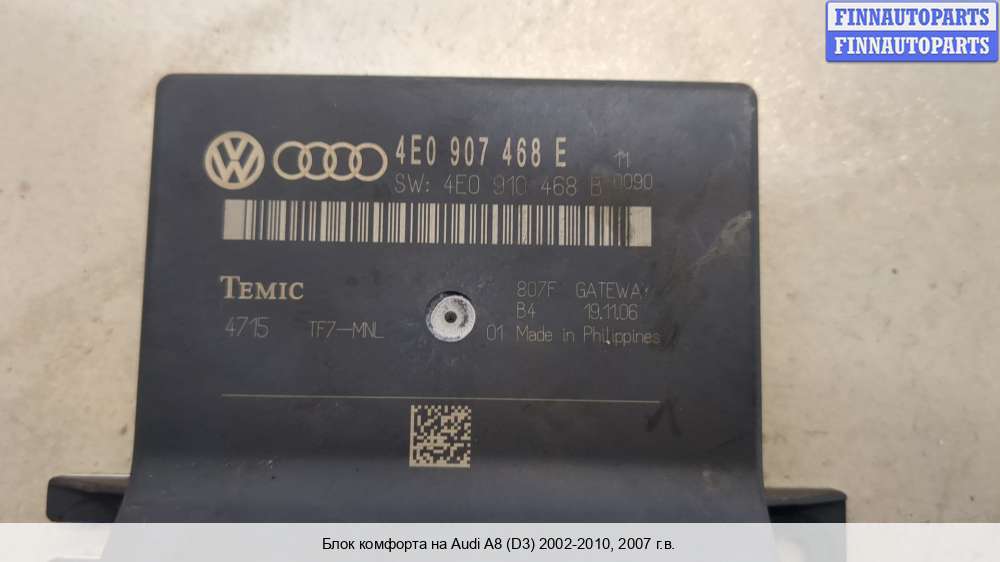 FINNAUTOPARTS
FINNAUTOPARTS
4E0 907 468 E 11
SW: 4E0 910 468 B 0090
TEMIC 807F GATEWAY
B4 19.11.06
4715 TF7-MNL 01 Made in Philippines
Блок комфорта на Audi A8 (D3) 2002-2010, 2007 г.в.